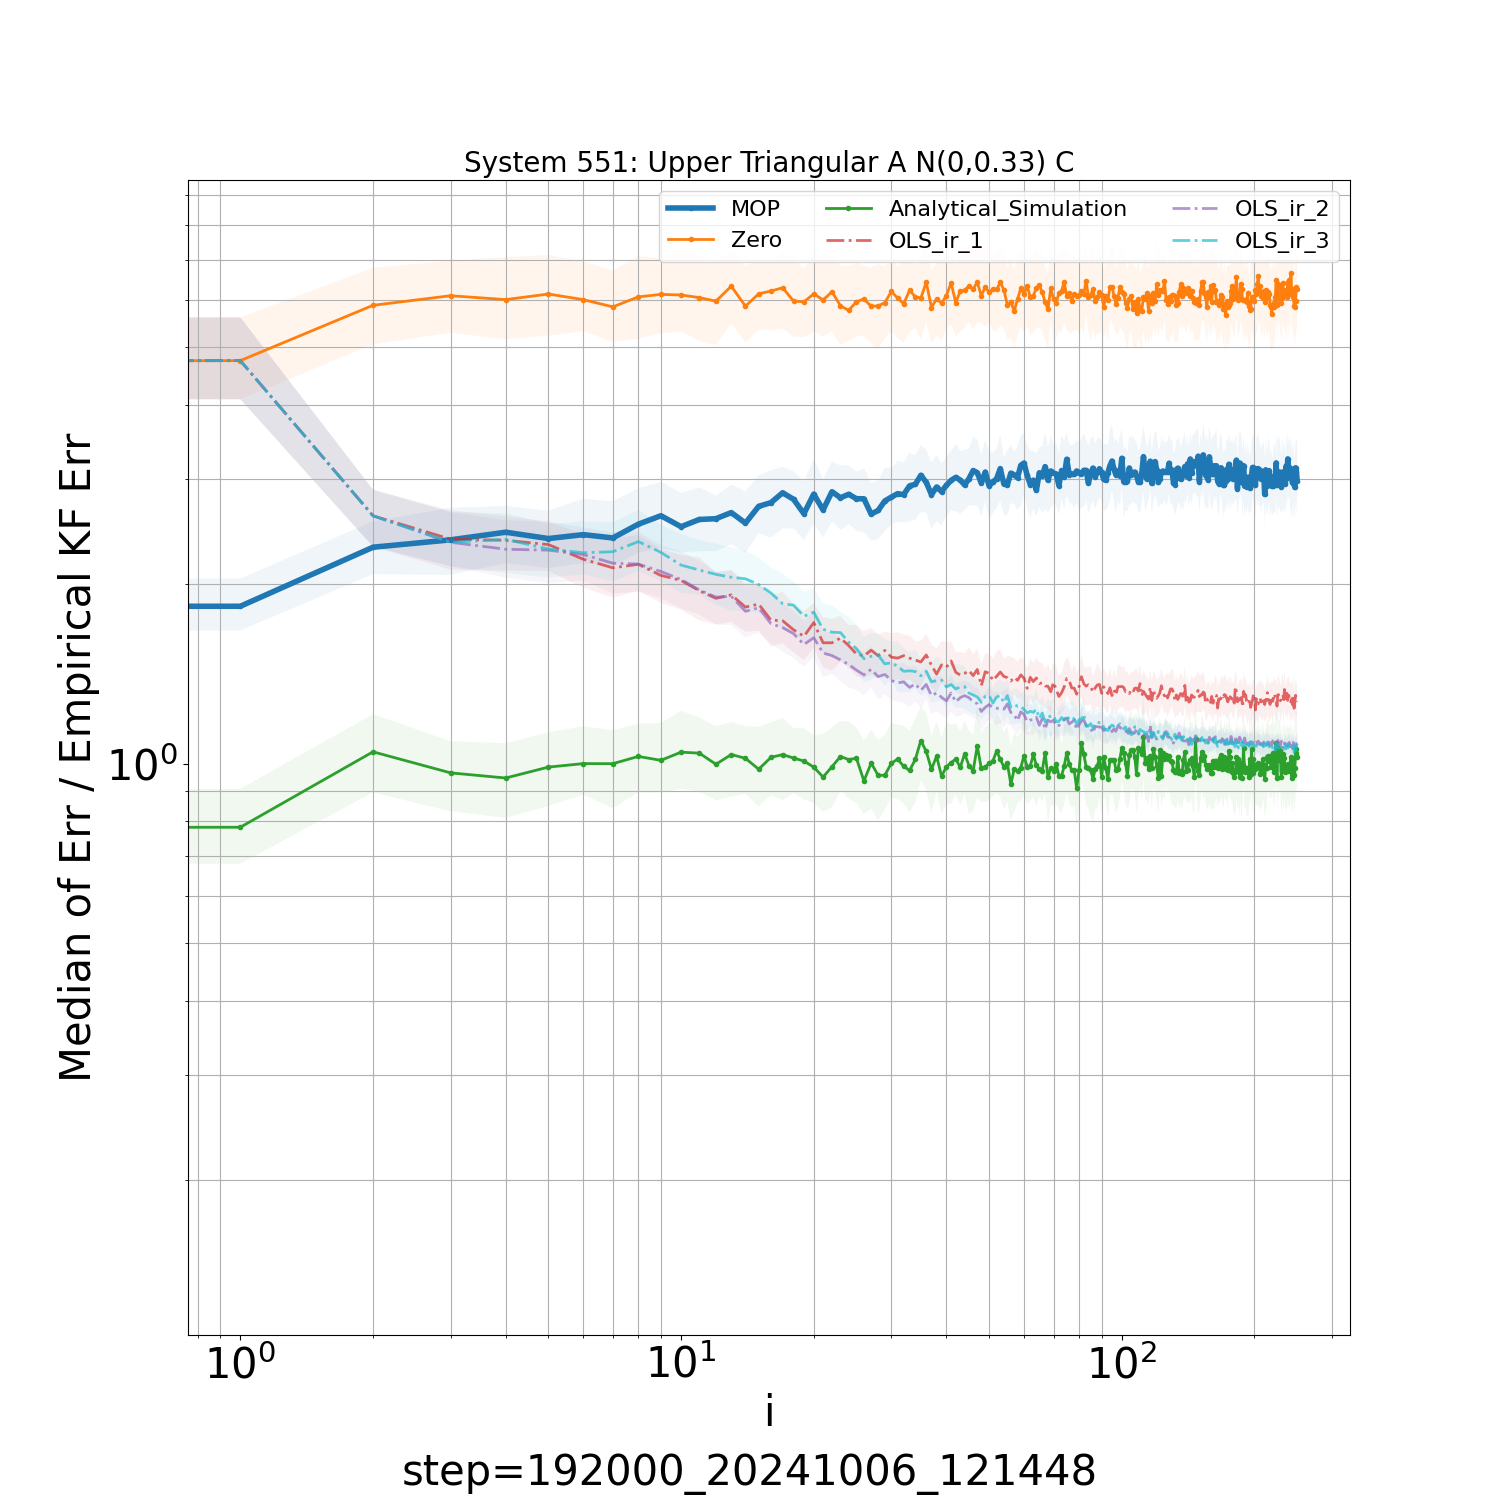 System 551: Upper Triangular A N(0,0.33) C
MOP
Zero
Analytical_Simulation
OLS_ir_1
OLS_ir_2
OLS_ir_3
Median of Err / Empirical KF Err
10⁰
10⁰
10¹
10²
i
step=192000_20241006_121448